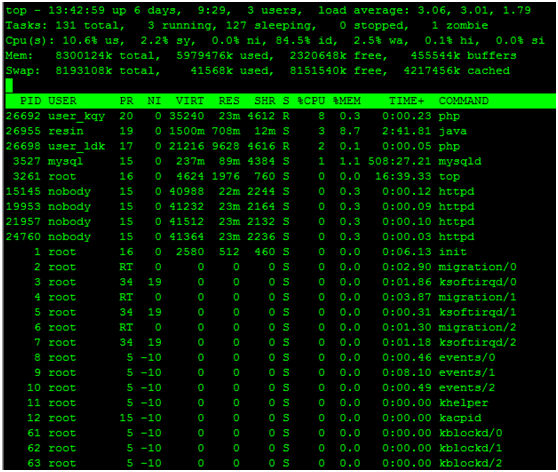 top - 13:42:59 up 6 days,  9:29,  3 users,  load average: 3.06, 3.01, 1.79
Tasks: 131 total,   3 running, 127 sleeping,   0 stopped,   1 zombie
Cpu(s): 10.6% us,  2.2% sy,  0.0% ni, 84.5% id,  2.5% wa,  0.1% hi,  0.0% si
Mem:   8300124k total,  5979476k used,  2320648k free,   455544k buffers
Swap:  8193108k total,    41568k used,  8151540k free,  4217456k cached
PID USER      PR  NI  VIRT  RES  SHR S %CPU %MEM    TIME+  COMMAND
26692 user_kqy  20   0 35240  23m 4612 R    8  0.3   0:00.23 php
26955 resin     19   0 1500m 708m  12m S    3  8.7   2:41.81 java
26698 user_ldk  17   0 21216 9628 4616 R    2  0.1   0:00.05 php
3527 mysql     15   0  237m  89m 4384 S    1  1.1 508:27.21 mysqld
3261 root      16   0  4624 1976  760 S    0  0.0  16:39.33 top
15145 nobody    15   0 40988  22m 2244 S    0  0.3   0:00.12 httpd
19953 nobody    15   0 41232  23m 2164 S    0  0.3   0:00.09 httpd
21957 nobody    15   0 41512  23m 2132 S    0  0.3   0:00.10 httpd
24760 nobody    15   0 41364  23m 2236 S    0  0.3   0:00.03 httpd
1 root      16   0  2580  512  460 S    0  0.0   0:06.13 init
2 root      RT   0     0    0    0 S    0  0.0   0:02.90 migration/0
3 root      34  19     0    0    0 S    0  0.0   0:01.86 ksoftirqd/0
4 root      RT   0     0    0    0 S    0  0.0   0:03.87 migration/1
5 root      34  19     0    0    0 S    0  0.0   0:00.31 ksoftirqd/1
6 root      RT   0     0    0    0 S    0  0.0   0:01.30 migration/2
7 root      34  19     0    0    0 S    0  0.0   0:01.18 ksoftirqd/2
8 root       5 -10     0    0    0 S    0  0.0   0:00.46 events/0
9 root       5 -10     0    0    0 S    0  0.0   0:08.10 events/1
10 root       5 -10     0    0    0 S    0  0.0   0:00.49 events/2
11 root       5 -10     0    0    0 S    0  0.0   0:00.00 khelper
12 root      15 -10     0    0    0 S    0  0.0   0:00.00 kacpid
61 root       5 -10     0    0    0 S    0  0.0   0:00.00 kblockd/0
62 root       5 -10     0    0    0 S    0  0.0   0:00.00 kblockd/1
63 root       5 -10     0    0    0 S    0  0.0   0:00.00 kblockd/2